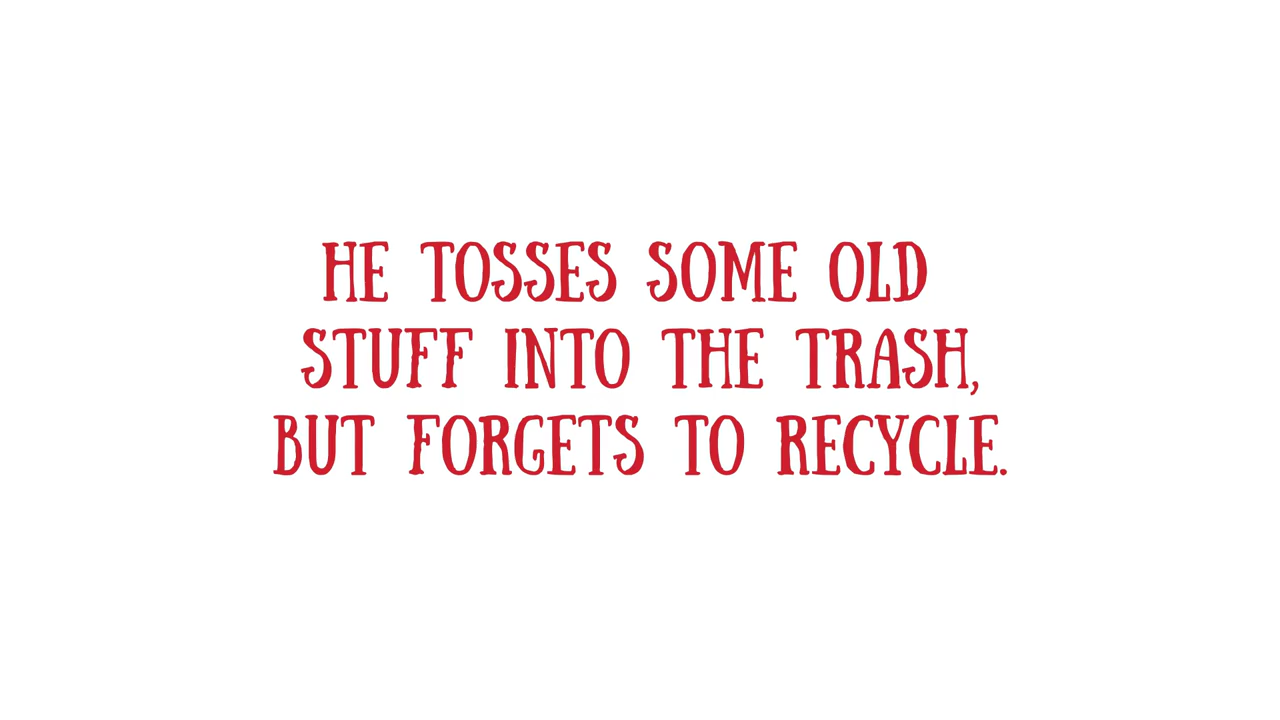 HE TOSSES SOME OLD
STUFF INTO THE TRASH,
BUT FORGETS TO RECYCLE.